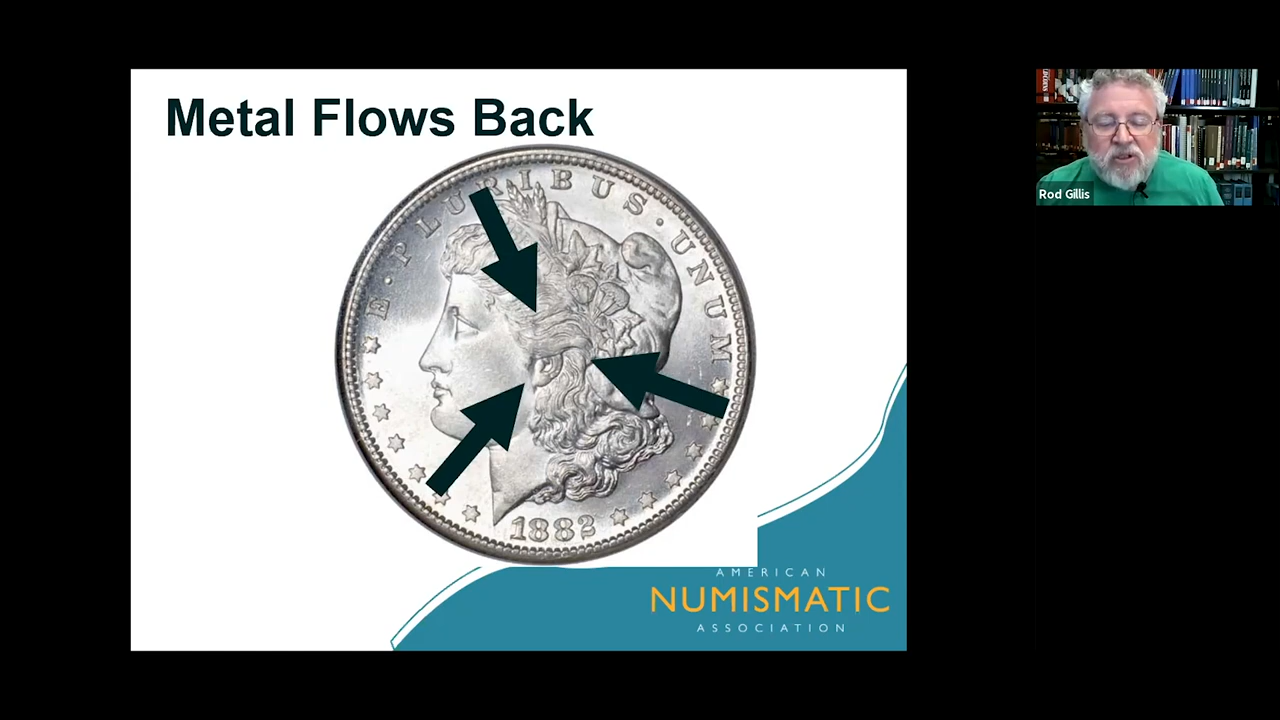 Metal Flows Back
E·PLURIBUS·UNUM
1882
AMERICAN
NUMISMATIC
ASSOCIATION
Rod Gillis